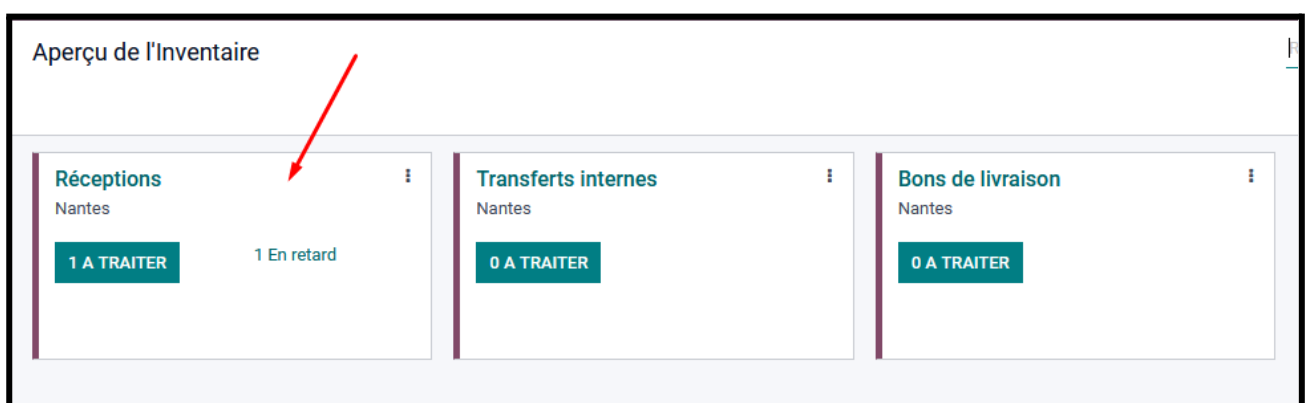 Aperçu de l'Inventaire
Réceptions
Nantes
1 A TRAITER
1 En retard
Transferts internes
Nantes
0 A TRAITER
Bons de livraison
Nantes
0 A TRAITER